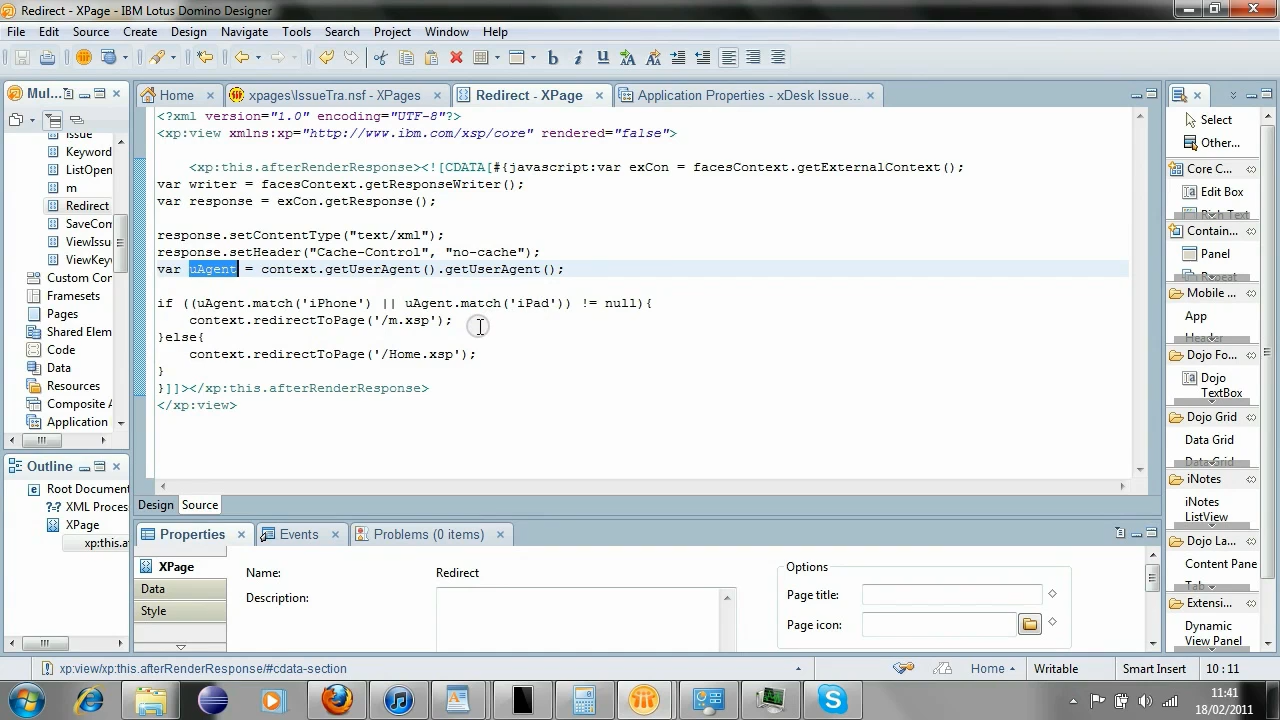 Redirect - XPage - IBM Lotus Domino Designer
File Edit Source Create Design Navigate Tools Search Project Window Help
b i u
Mul...
Home
xpages\IssueTra.nsf - XPages
Redirect - XPage
Application Properties - xDesk Issue...
Issue
Keyword
ListOpen
m
Redirect
SaveCom
ViewIssu
ViewKey
Custom Con
Framesets
Pages
Shared Elem
Code
Data
Resources
Composite A
Application
<?xml version="1.0" encoding="UTF-8"?>
<xp:view xmlns:xp="http://www.ibm.com/xsp/core" rendered="false">
<xp:this.afterRenderResponse><![CDATA[#{javascript:var exCon = facesContext.getExternalContext();
var writer = facesContext.getResponseWriter();
var response = exCon.getResponse();
response.setContentType("text/xml");
response.setHeader("Cache-Control", "no-cache");
var uAgent = context.getUserAgent().getUserAgent();
if ((uAgent.match('iPhone') || uAgent.match('iPad')) != null){
context.redirectToPage('/m.xsp');
}else{
context.redirectToPage('/Home.xsp');
}
}]]></xp:this.afterRenderResponse>
</xp:view>
Design Source
Select
Other...
Core C...
Edit Box
Rich Text
Contain...
Panel
Repeat
Mobile ...
App
Header
Dojo Fo...
Dojo
TextBox
Dojo Grid
Data Grid
Data Grid
iNotes
iNotes
ListView
Dojo La...
Content Pane
Tab
Extensi...
Dynamic
View Panel
Outline
Root Document
?=? XML Proces
XPage
xp:this.a
Properties
Events
Problems (0 items)
XPage
Data
Style
Name:
Redirect
Description:
Options
Page title:
Page icon:
xp:view/xp:this.afterRenderResponse/#cdata-section
Home
Writable
Smart Insert
10 : 11
11:41
18/02/2011